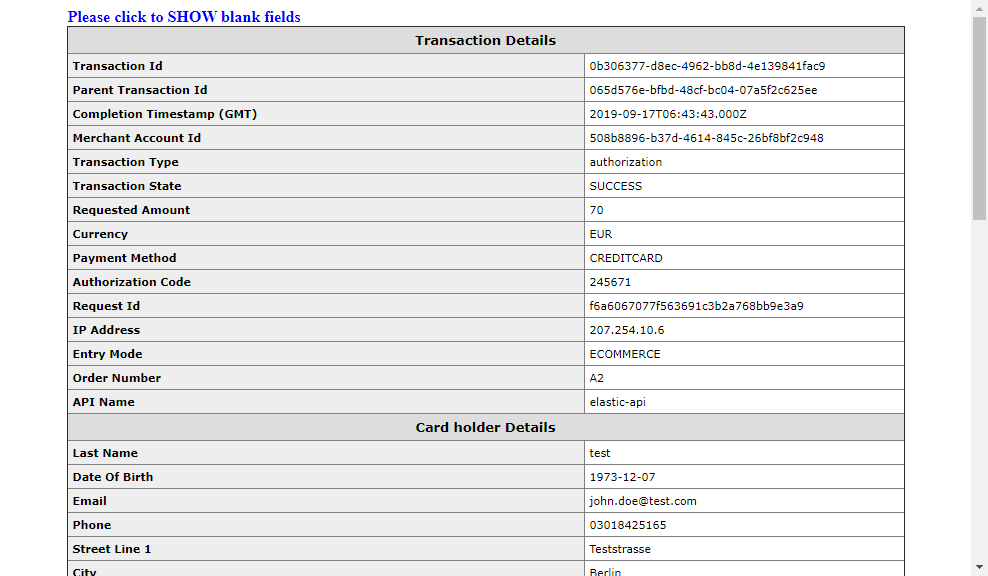 Please click to SHOW blank fields
Transaction Details
Transaction Id 0b306377-d8ec-4962-bb8d-4e139841fac9
Parent Transaction Id 065d576e-bfbd-48cf-bc04-07a5f2c625ee
Completion Timestamp (GMT) 2019-09-17T06:43:43.000Z
Merchant Account Id 508b8896-b37d-4614-845c-26bf8bf2c948
Transaction Type authorization
Transaction State SUCCESS
Requested Amount 70
Currency EUR
Payment Method CREDITCARD
Authorization Code 245671
Request Id f6a6067077f563691c3b2a768bb9e3a9
IP Address 207.254.10.6
Entry Mode ECOMMERCE
Order Number A2
API Name elastic-api
Card holder Details
Last Name test
Date Of Birth 1973-12-07
Email john.doe@test.com
Phone 03018425165
Street Line 1 Teststrasse
City Berlin